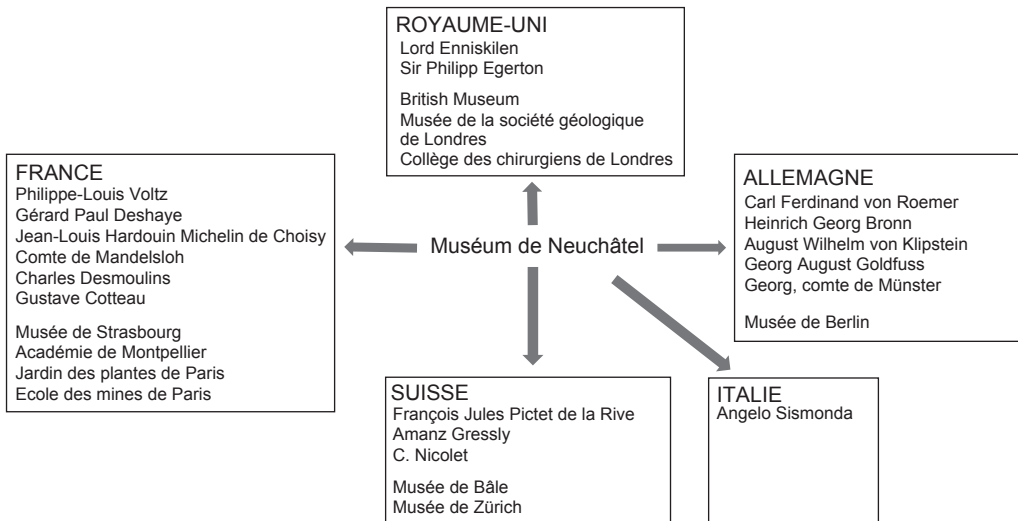 ROYAUME-UNI
Lord Enniskilen
Sir Philipp Egerton
British Museum
Musée de la société géologique
de Londres
Collège des chirurgiens de Londres
FRANCE
Philippe-Louis Voltz
Gérard Paul Deshaye
Jean-Louis Hardouin Michelin de Choisy
Comte de Mandelsloh
Charles Desmoulins
Gustave Cotteau
Musée de Strasbourg
Académie de Montpellier
Jardin des plantes de Paris
Ecole des mines de Paris
Muséum de Neuchâtel
ALLEMAGNE
Carl Ferdinand von Roemer
Heinrich Georg Bronn
August Wilhelm von Klipstein
Georg August Goldfuss
Georg, comte de Münster
Musée de Berlin
SUISSE
François Jules Pictet de la Rive
Amanz Gressly
C. Nicolet
Musée de Bâle
Musée de Zürich
ITALIE
Angelo Sismonda